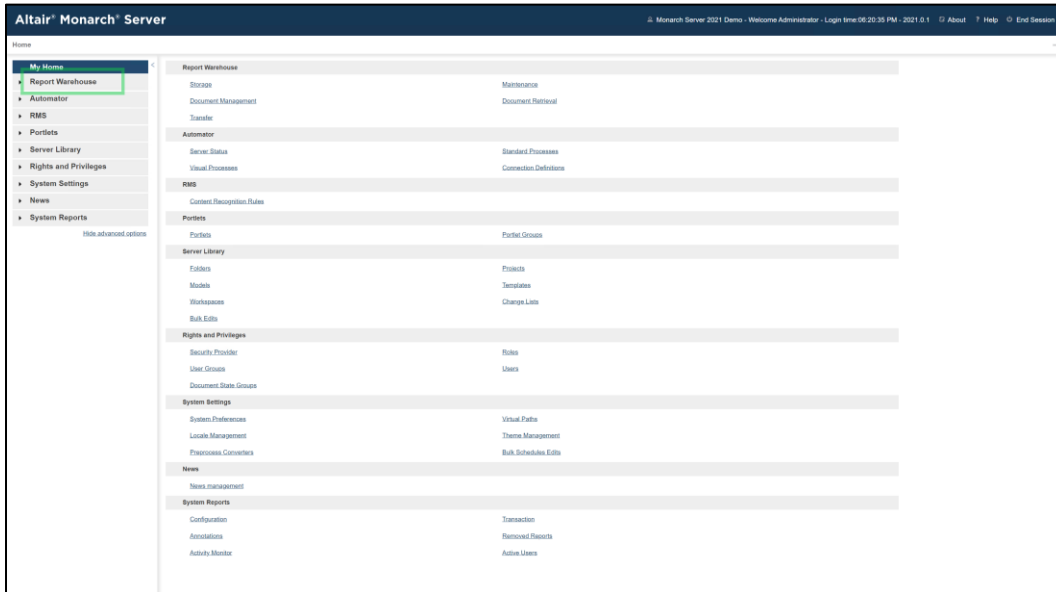 Altair® Monarch® Server
Monarch Server 2021 Demo - Welcome Administrator - Login time:06:20:35 PM - 2021.0.1 About ? Help End Session
Home
My Home
Report Warehouse
Automator
RMS
Portlets
Server Library
Rights and Privileges
System Settings
News
System Reports
Hide advanced options
Report Warehouse
Storage Maintenance
Document Management Document Retrieval
Transfer
Automator
Server Status Standard Processes
Visual Processes Connection Definitions
RMS
Content Recognition Rules
Portlets
Portlets Portlet Groups
Server Library
Folders Projects
Models Templates
Workspaces Change Lists
Bulk Edits
Rights and Privileges
Security Provider Roles
User Groups Users
Document State Groups
System Settings
System Preferences Virtual Paths
Locale Management Theme Management
Preprocess Converters Bulk Schedules Edits
News
News management
System Reports
Configuration Transaction
Annotations Removed Reports
Activity Monitor Active Users